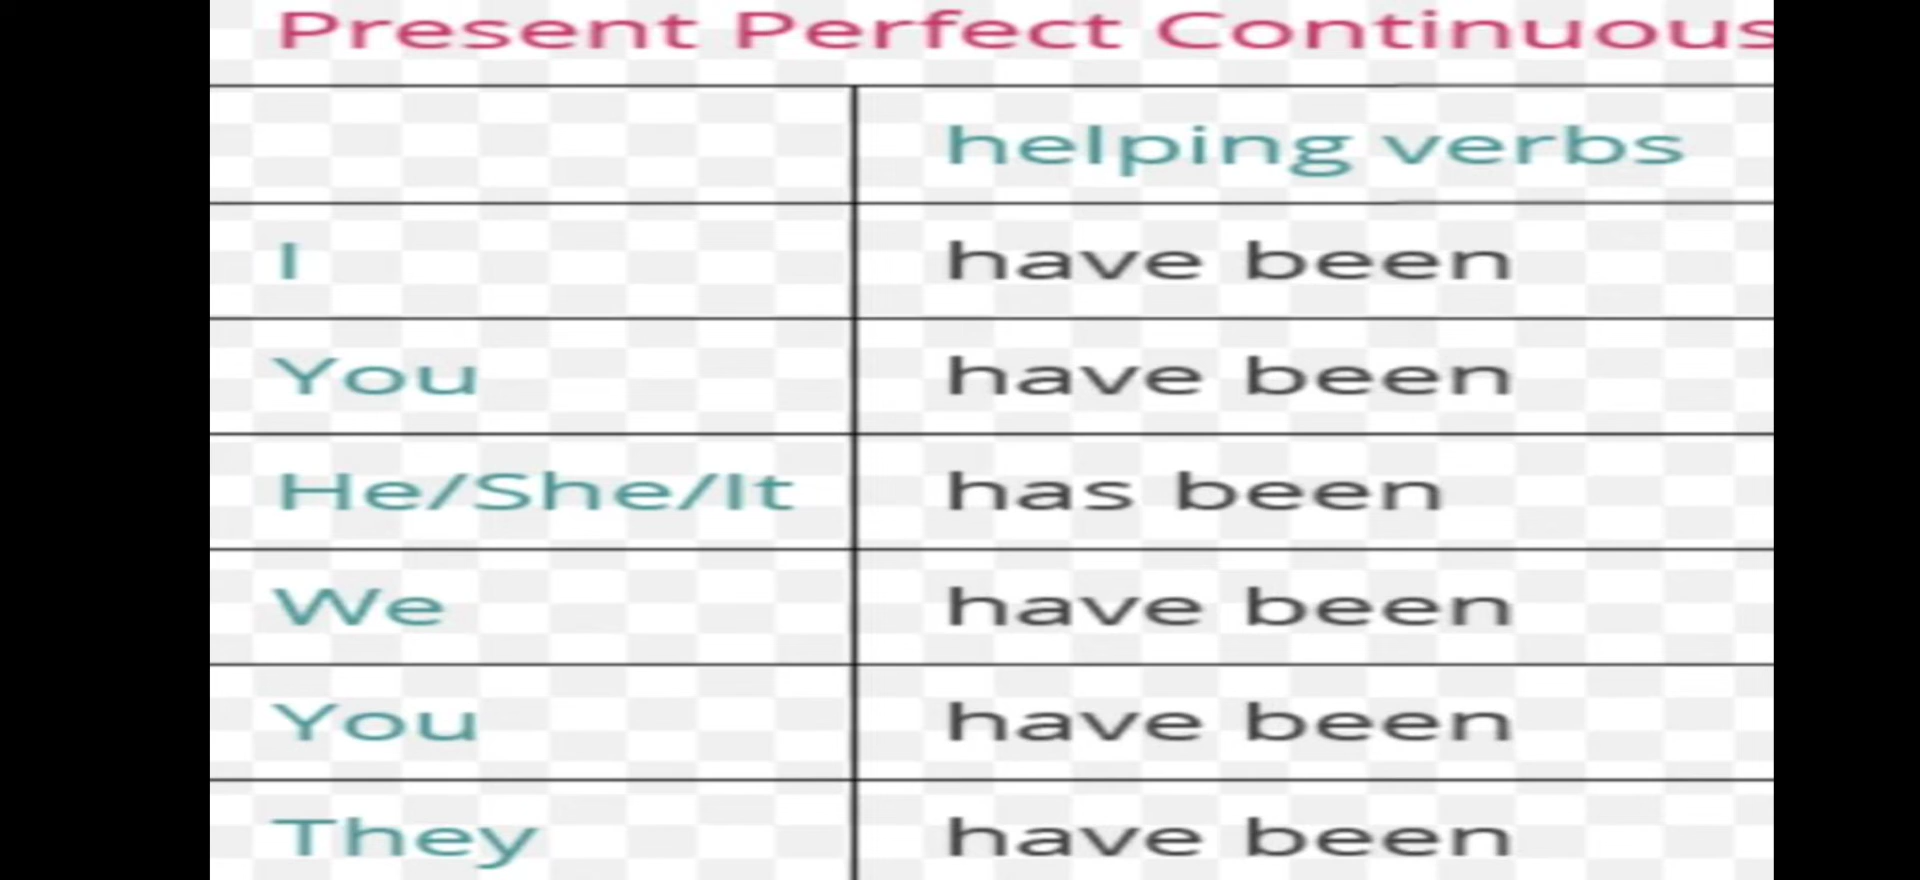 Present Perfect Continuous
helping verbs
I have been
You have been
He/She/It has been
We have been
You have been
They have been